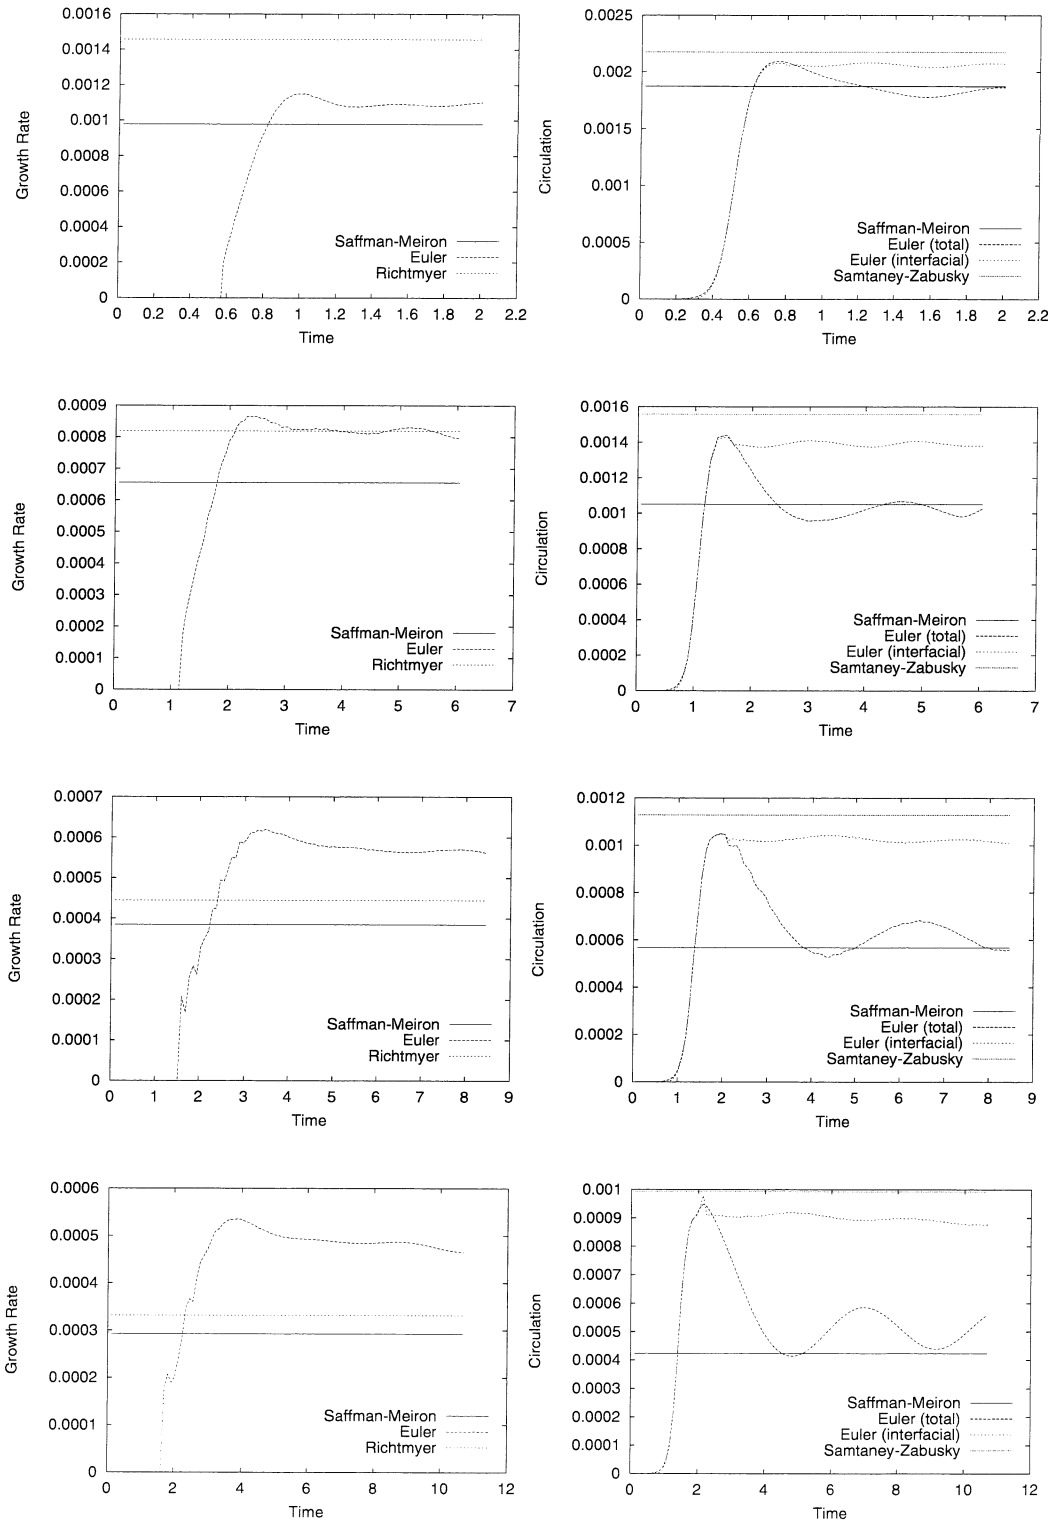 0.0016
0.0014
0.0012
0.001
0.0008
0.0006
0.0004
0.0002
0
Growth Rate
Saffman-Meiron
Euler
Richtmyer
0 0.2 0.4 0.6 0.8 1 1.2 1.4 1.6 1.8 2 2.2
Time
0.0025
0.002
0.0015
0.001
0.0005
0
Circulation
Saffman-Meiron
Euler (total)
Euler (interfacial)
Samtaney-Zabusky
0 0.2 0.4 0.6 0.8 1 1.2 1.4 1.6 1.8 2 2.2
Time
0.0009
0.0008
0.0007
0.0006
0.0005
0.0004
0.0003
0.0002
0.0001
0
Growth Rate
Saffman-Meiron
Euler
Richtmyer
0 1 2 3 4 5 6 7
Time
0.0016
0.0014
0.0012
0.001
0.0008
0.0006
0.0004
0.0002
0
Circulation
Saffman-Meiron
Euler (total)
Euler (interfacial)
Samtaney-Zabusky
0 1 2 3 4 5 6 7
Time
0.0007
0.0006
0.0005
0.0004
0.0003
0.0002
0.0001
0
Growth Rate
Saffman-Meiron
Euler
Richtmyer
0 1 2 3 4 5 6 7 8 9
Time
0.0012
0.001
0.0008
0.0006
0.0004
0.0002
0
Circulation
Saffman-Meiron
Euler (total)
Euler (interfacial)
Samtaney-Zabusky
0 1 2 3 4 5 6 7 8 9
Time
0.0006
0.0005
0.0004
0.0003
0.0002
0.0001
0
Growth Rate
Saffman-Meiron
Euler
Richtmyer
0 2 4 6 8 10 12
Time
0.001
0.0009
0.0008
0.0007
0.0006
0.0005
0.0004
0.0003
0.0002
0.0001
0
Circulation
Saffman-Meiron
Euler (total)
Euler (interfacial)
Samtaney-Zabusky
0 2 4 6 8 10 12
Time